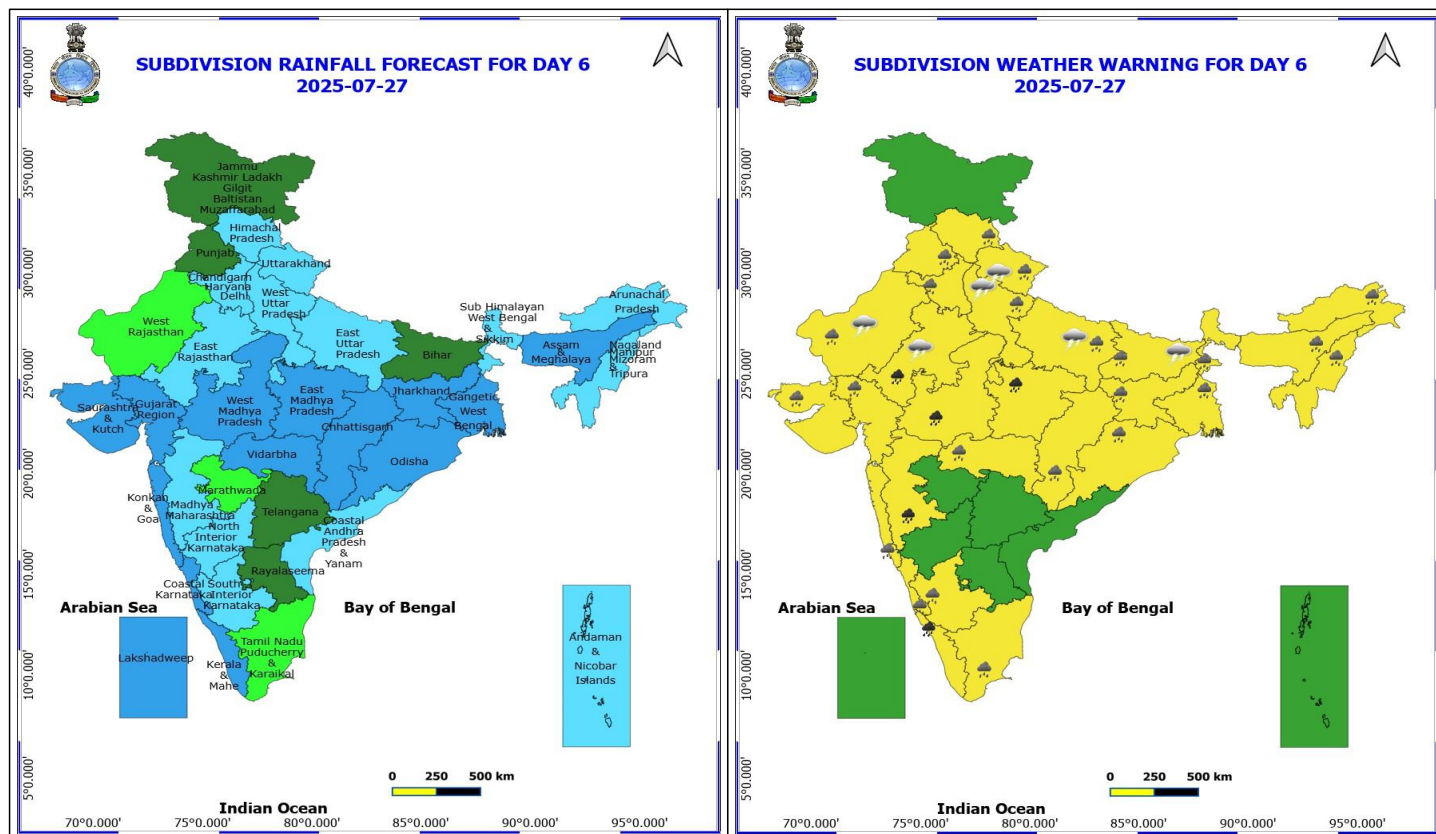 SUBDIVISION RAINFALL FORECAST FOR DAY 6
2025-07-27
40°0.000'
35°0.000'
30°0.000'
25°0.000'
20°0.000'
15°0.000'
10°0.000'
5°0.000'
Jammu
Kashmir Ladakh
Gilgit
Baltistan
Muzaffarabad
Himachal
Pradesh
Punjab
Uttarakhand
Chandigarh
Haryana
Delhi
West
Uttar
Pradesh
West
Rajasthan
East
Rajasthan
East
Uttar
Pradesh
Bihar
Sub Himalayan
West Bengal
&
Sikkim
Arunachal
Pradesh
Assam
&
Meghalaya
Nagaland
Manipur
Mizoram
&
Tripura
Saurashtra
&
Kutch
Gujarat
Region
West
Madhya
Pradesh
East
Madhya
Pradesh
Jharkhand
Gangetic
West
Bengal
Chhattisgarh
Vidarbha
Odisha
Konkan
&
Goa
Madhya
Maharashtra
Marathwada
Telangana
North
Interior
Karnataka
Coastal
Andhra
Pradesh
&
Yanam
Rayalaseema
Coastal
Karnataka
South
Interior
Karnataka
Arabian Sea
Bay of Bengal
Lakshadweep
Kerala
&
Mahe
Tamil Nadu
Puducherry
&
Karaikal
Andaman
&
Nicobar
Islands
0 250 500 km
Indian Ocean
70°0.000' 75°0.000' 80°0.000' 85°0.000' 90°0.000' 95°0.000'
SUBDIVISION WEATHER WARNING FOR DAY 6
2025-07-27
40°0.000'
35°0.000'
30°0.000'
25°0.000'
20°0.000'
15°0.000'
10°0.000'
5°0.000'
Arabian Sea
Bay of Bengal
0 250 500 km
Indian Ocean
70°0.000' 75°0.000' 80°0.000' 85°0.000' 90°0.000' 95°0.000'